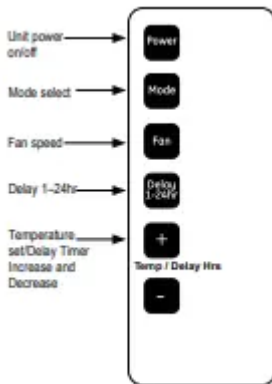 Unit power
on/off
Power
Mode select
Mode
Fan speed
Fan
Delay 1–24hr
Delay
1-24hr
Temperature
set/Delay Timer
Increase and
Decrease
+
Temp / Delay Hrs
-